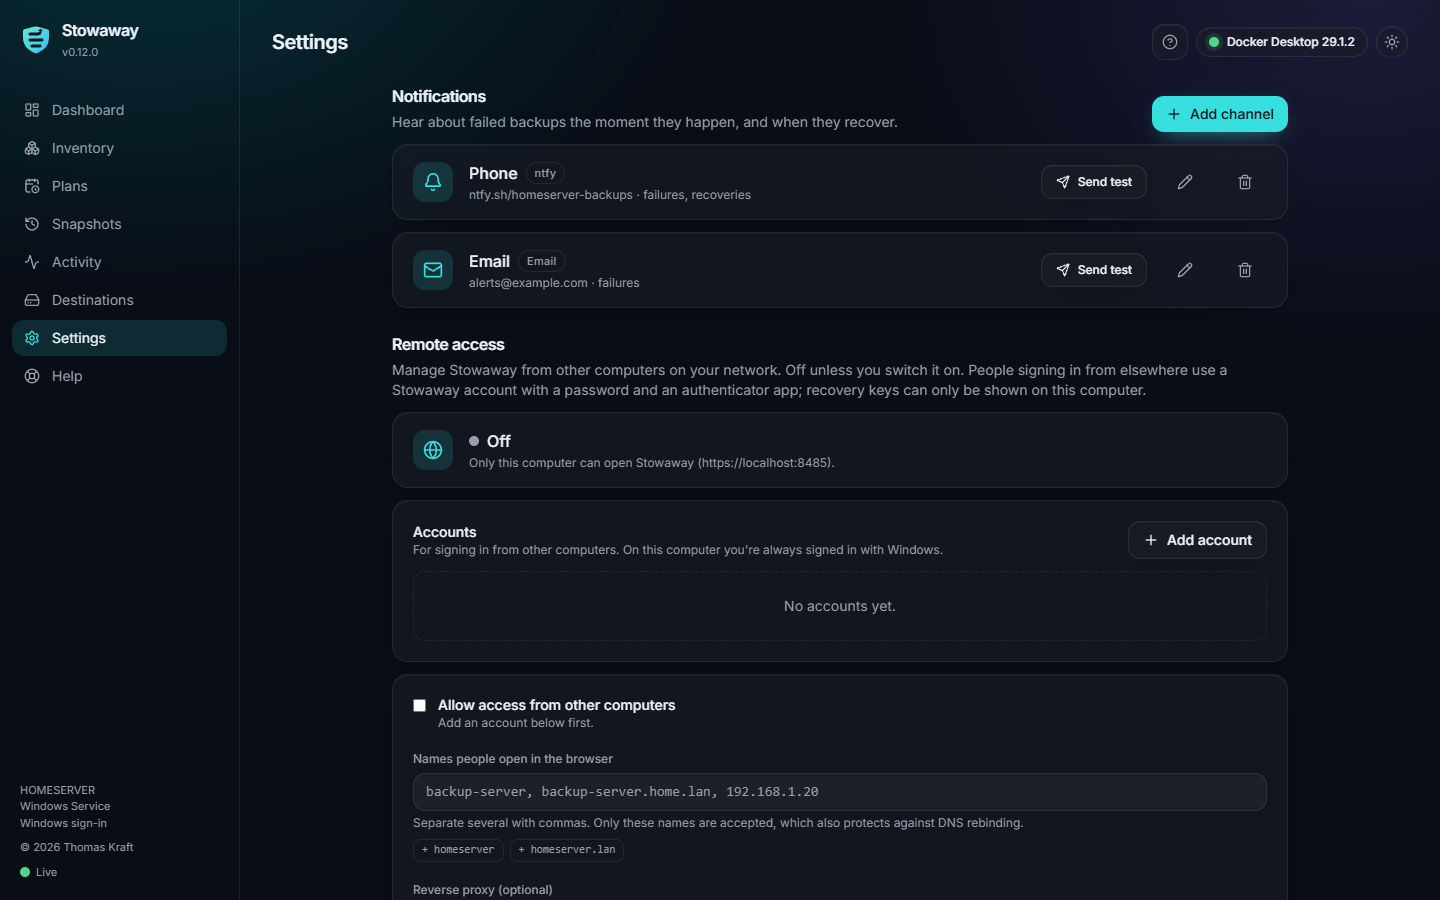 Stowaway
v0.12.0
Dashboard
Inventory
Plans
Snapshots
Activity
Destinations
Settings
Help
HOMESERVER
Windows Service
Windows sign-in
© 2026 Thomas Kraft
Live
Settings
Docker Desktop 29.1.2
Notifications
Hear about failed backups the moment they happen, and when they recover.
+ Add channel
Phone ntfy
ntfy.sh/homeserver-backups · failures, recoveries
Send test
Email Email
alerts@example.com · failures
Send test
Remote access
Manage Stowaway from other computers on your network. Off unless you switch it on. People signing in from elsewhere use a
Stowaway account with a password and an authenticator app; recovery keys can only be shown on this computer.
Off
Only this computer can open Stowaway (https://localhost:8485).
Accounts
For signing in from other computers. On this computer you're always signed in with Windows.
+ Add account
No accounts yet.
Allow access from other computers
Add an account below first.
Names people open in the browser
backup-server, backup-server.home.lan, 192.168.1.20
Separate several with commas. Only these names are accepted, which also protects against DNS rebinding.
+ homeserver + homeserver.lan
Reverse proxy (optional)